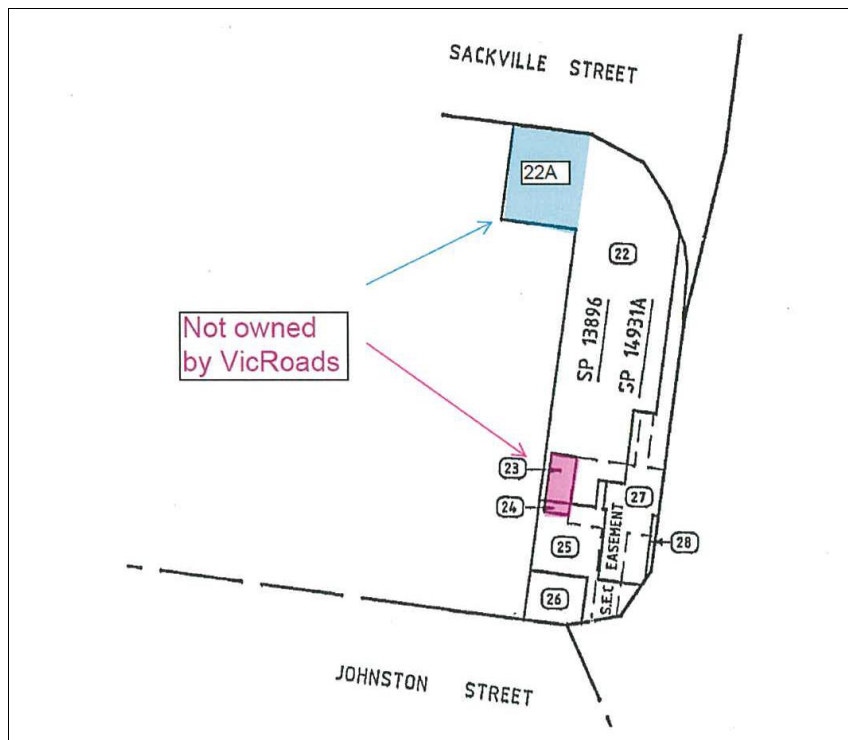 SACKVILLE STREET
22A
22
SP 13896
SP 14931A
Not owned
by VicRoads
23
27
24
28
25
S.E.C EASEMENT
26
JOHNSTON STREET